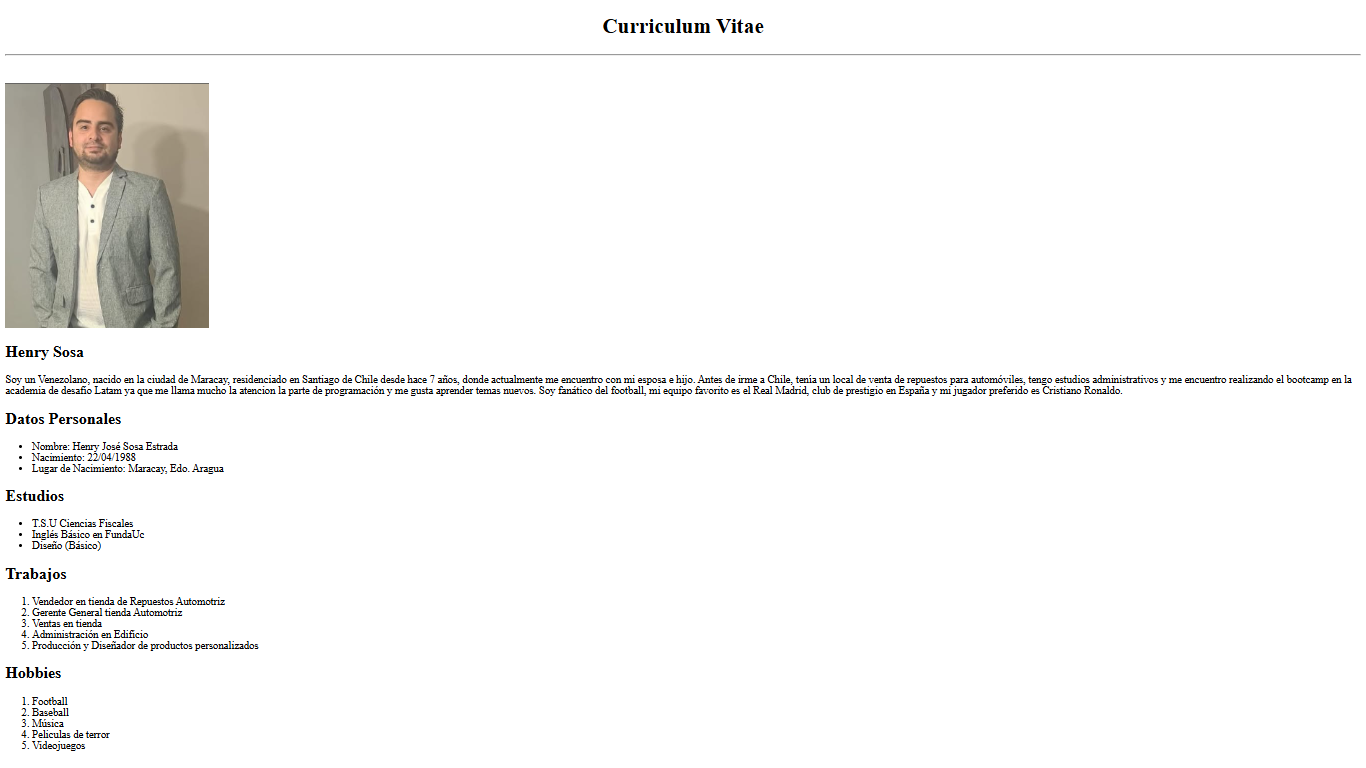 Curriculum Vitae
Henry Sosa
Soy un Venezolano, nacido en la ciudad de Maracay, residenciado en Santiago de Chile desde hace 7 años, donde actualmente me encuentro con mi esposa e hijo. Antes de irme a Chile, tenía un local de venta de repuestos para automóviles, tengo estudios administrativos y me encuentro realizando el bootcamp en la
academia de desafío Latam ya que me llama mucho la atencion la parte de programación y me gusta aprender temas nuevos. Soy fanático del football, mi equipo favorito es el Real Madrid, club de prestigio en España y mi jugador preferido es Cristiano Ronaldo.
Datos Personales
• Nombre: Henry José Sosa Estrada
• Nacimiento: 22/04/1988
• Lugar de Nacimiento: Maracay, Edo. Aragua
Estudios
• T.S.U Ciencias Fiscales
• Inglés Básico en FundaUc
• Diseño (Básico)
Trabajos
1. Vendedor en tienda de Repuestos Automotriz
2. Gerente General tienda Automotriz
3. Ventas en tienda
4. Administración en Edificio
5. Producción y Diseñador de productos personalizados
Hobbies
1. Football
2. Baseball
3. Música
4. Peliculas de terror
5. Videojuegos